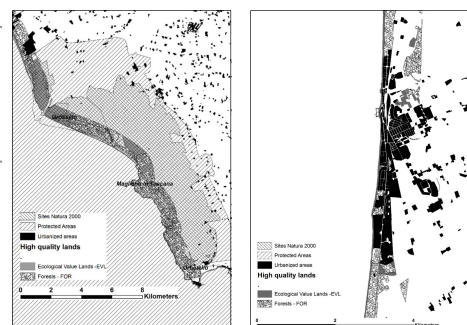 Grosseto
Magliano in Toscana
Orbetello
Sites Natura 2000
Protected Areas
Urbanized areas
High quality lands
Ecological Value Lands -EVL
Forests - FOR
0 2 4 6 8
Kilometers
Sites Natura 2000
Protected Areas
Urbanized areas
High quality lands
Ecological Value Lands -EVL
Forests - FOR
0 2 4
Kilometers